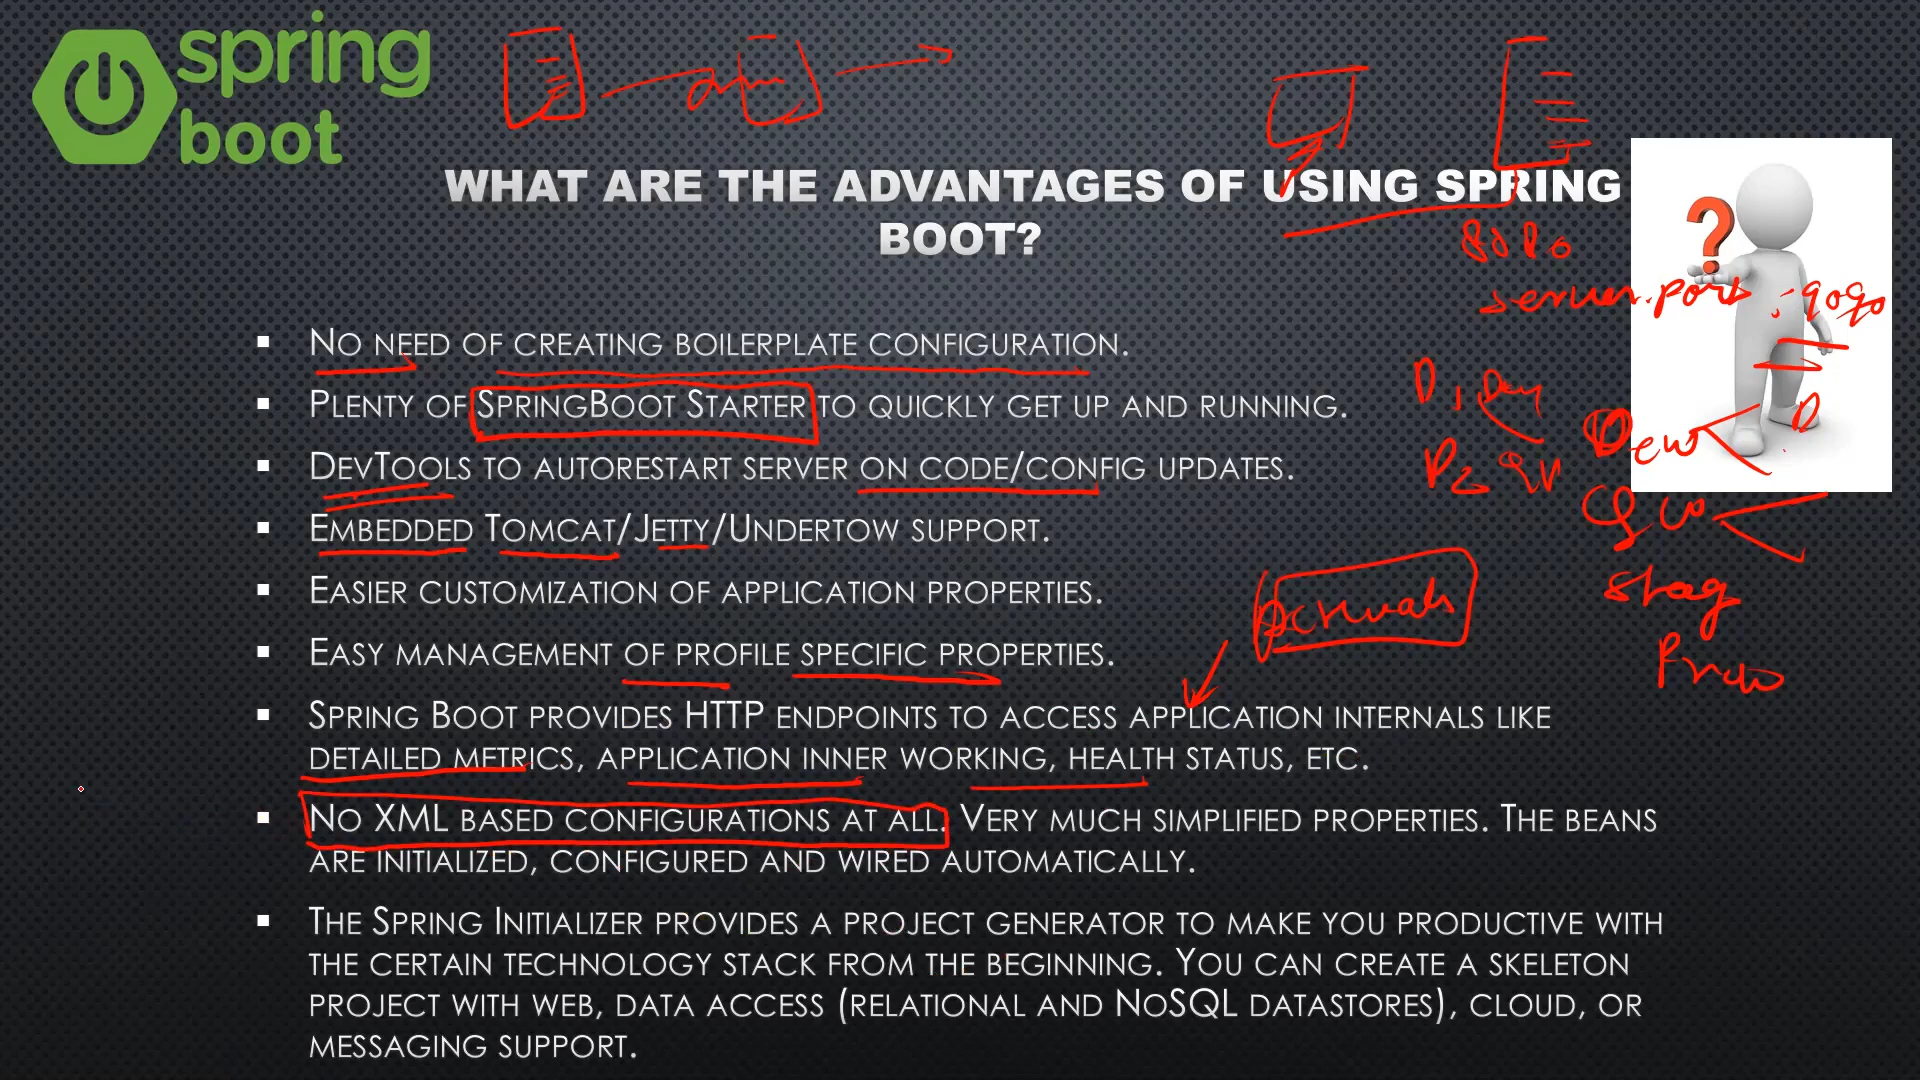 spring
boot
WHAT ARE THE ADVANTAGES OF USING SPRING
BOOT?
8080
server.port : 9090
?
▪ NO NEED OF CREATING BOILERPLATE CONFIGURATION.
▪ PLENTY OF SPRINGBOOT STARTER TO QUICKLY GET UP AND RUNNING.
▪ DEVTOOLS TO AUTORESTART SERVER ON CODE/CONFIG UPDATES.
▪ EMBEDDED TOMCAT/JETTY/UNDERTOW SUPPORT.
▪ EASIER CUSTOMIZATION OF APPLICATION PROPERTIES.
▪ EASY MANAGEMENT OF PROFILE SPECIFIC PROPERTIES.
▪ SPRING BOOT PROVIDES HTTP ENDPOINTS TO ACCESS APPLICATION INTERNALS LIKE
DETAILED METRICS, APPLICATION INNER WORKING, HEALTH STATUS, ETC.
▪ NO XML BASED CONFIGURATIONS AT ALL. VERY MUCH SIMPLIFIED PROPERTIES. THE BEANS
ARE INITIALIZED, CONFIGURED AND WIRED AUTOMATICALLY.
▪ THE SPRING INITIALIZER PROVIDES A PROJECT GENERATOR TO MAKE YOU PRODUCTIVE WITH
THE CERTAIN TECHNOLOGY STACK FROM THE BEGINNING. YOU CAN CREATE A SKELETON
PROJECT WITH WEB, DATA ACCESS (RELATIONAL AND NOSQL DATASTORES), CLOUD, OR
MESSAGING SUPPORT.